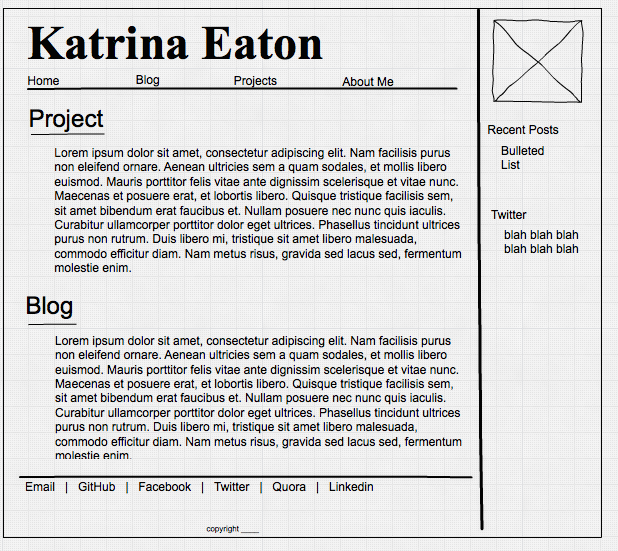 Katrina Eaton
Home Blog Projects About Me
Project
Lorem ipsum dolor sit amet, consectetur adipiscing elit. Nam facilisis purus
non eleifend ornare. Aenean ultricies sem a quam sodales, et mollis libero
euismod. Mauris porttitor felis vitae ante dignissim scelerisque et vitae nunc.
Maecenas et posuere erat, et lobortis libero. Quisque tristique facilisis sem,
sit amet bibendum erat faucibus et. Nullam posuere nec nunc quis iaculis.
Curabitur ullamcorper porttitor dolor eget ultrices. Phasellus tincidunt ultrices
purus non rutrum. Duis libero mi, tristique sit amet libero malesuada,
commodo efficitur diam. Nam metus risus, gravida sed lacus sed, fermentum
molestie enim.
Blog
Lorem ipsum dolor sit amet, consectetur adipiscing elit. Nam facilisis purus
non eleifend ornare. Aenean ultricies sem a quam sodales, et mollis libero
euismod. Mauris porttitor felis vitae ante dignissim scelerisque et vitae nunc.
Maecenas et posuere erat, et lobortis libero. Quisque tristique facilisis sem,
sit amet bibendum erat faucibus et. Nullam posuere nec nunc quis iaculis.
Curabitur ullamcorper porttitor dolor eget ultrices. Phasellus tincidunt ultrices
purus non rutrum. Duis libero mi, tristique sit amet libero malesuada,
commodo efficitur diam. Nam metus risus, gravida sed lacus sed, fermentum
molestie enim.
Email | GitHub | Facebook | Twitter | Quora | Linkedin
copyright ____
Recent Posts
Bulleted
List
Twitter
blah blah blah
blah blah blah